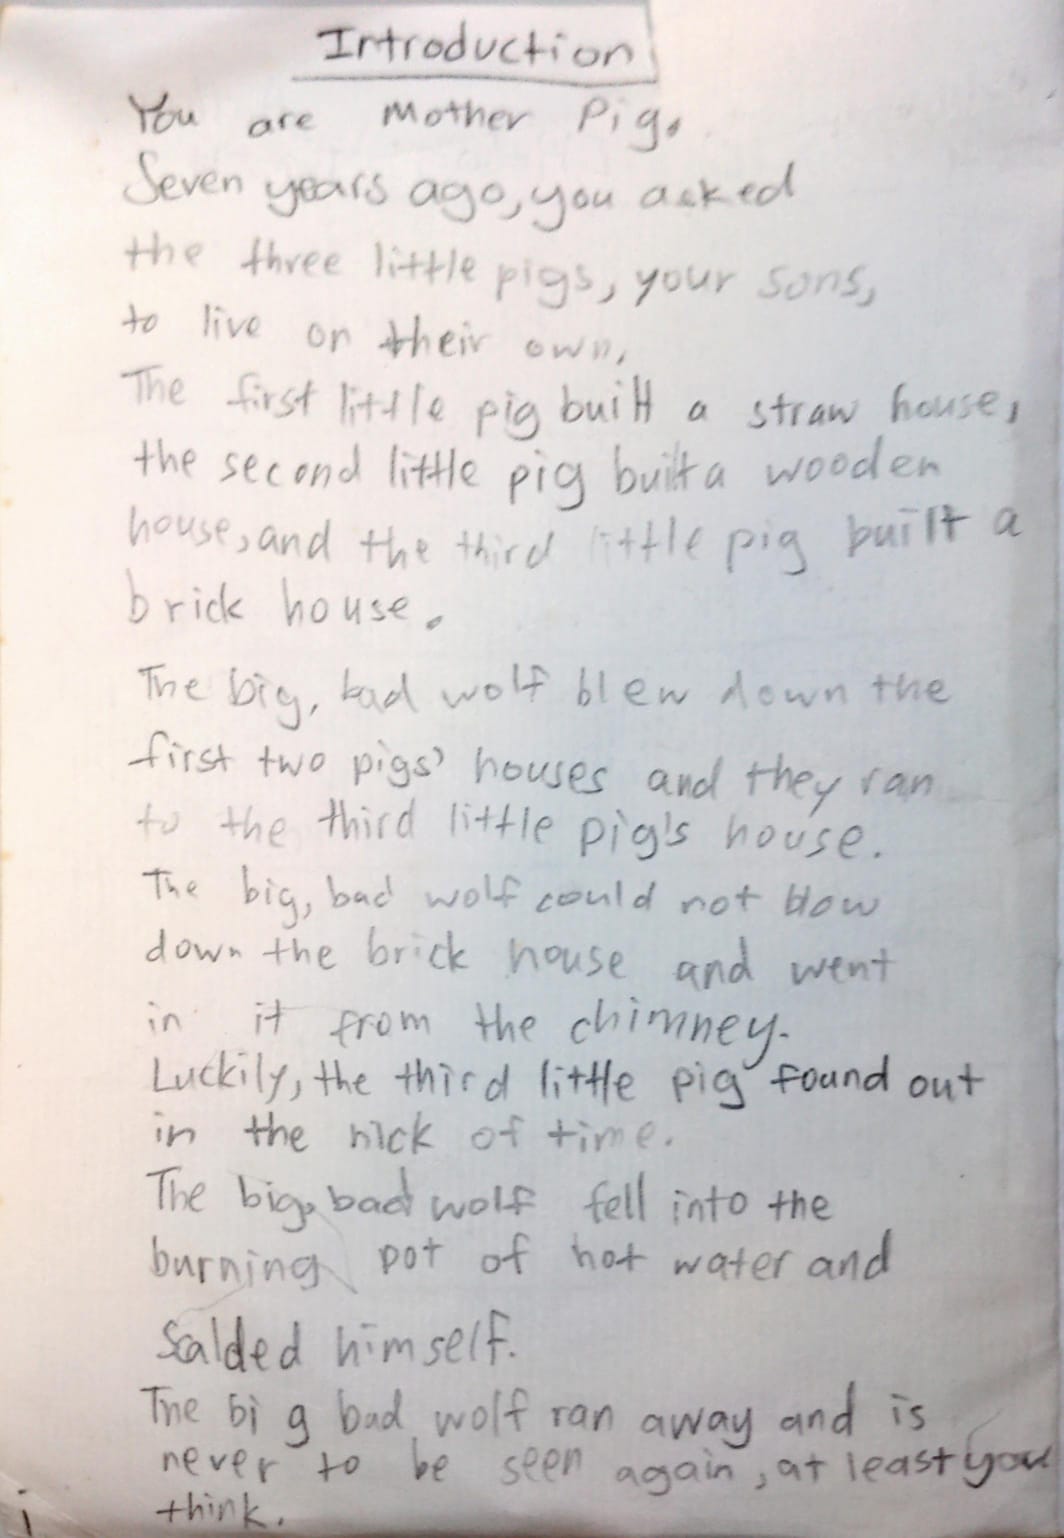 Introduction
You are Mother Pig.
Seven years ago, you asked
the three little pigs, your sons,
to live on their own.
The first little pig built a straw house,
the second little pig built a wooden
house, and the third little pig built a
brick house.
The big, bad wolf blew down the
first two pigs' houses and they ran
to the third little pig's house.
The big, bad wolf could not blow
down the brick house and went
in it from the chimney.
Luckily, the third little pig found out
in the nick of time.
The big, bad wolf fell into the
burning pot of hot water and
Scalded himself.
The big bad wolf ran away and is
never to be seen again, at least you
think.
i